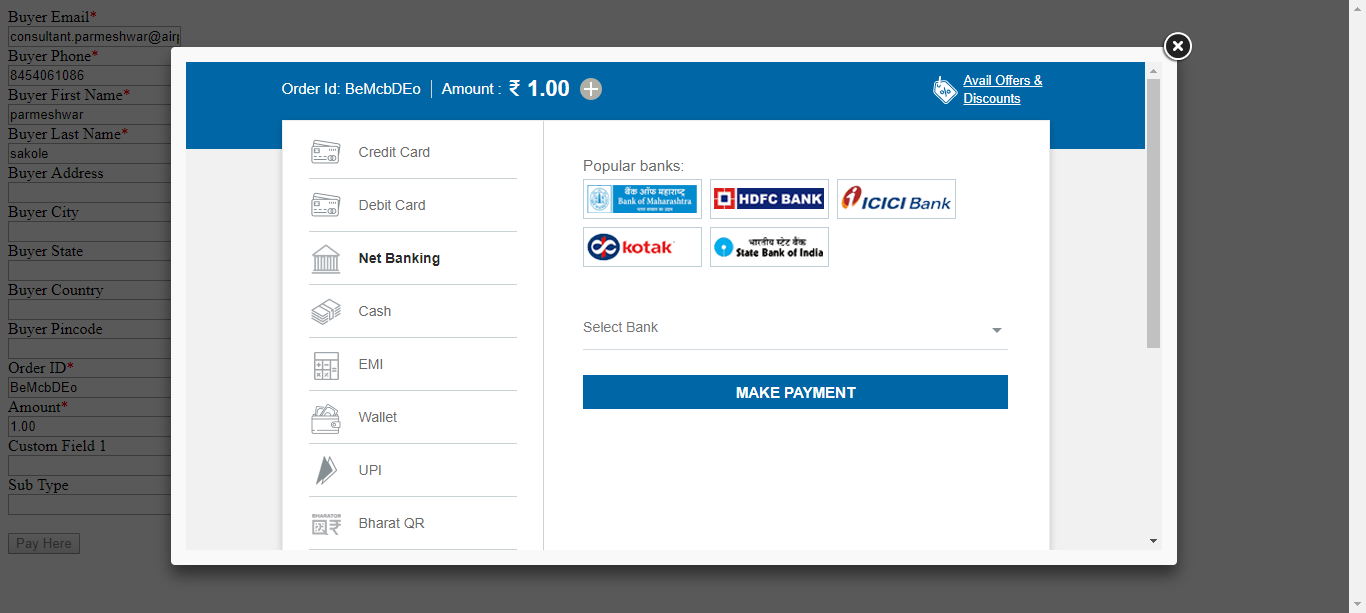 Buyer Email*
consultant.parmeshwar@air
Buyer Phone*
8454061086
Buyer First Name*
parmeshwar
Buyer Last Name*
sakole
Buyer Address
Buyer City
Buyer State
Buyer Country
Buyer Pincode
Order ID*
BeMcbDEo
Amount*
1.00
Custom Field 1
Sub Type
Pay Here
Order Id: BeMcbDEo | Amount : ₹ 1.00
Avail Offers &
Discounts
Credit Card
Debit Card
Net Banking
Cash
EMI
Wallet
UPI
BHARATQR
Bharat QR
Popular banks:
बैंक ऑफ महाराष्ट्र
Bank of Maharashtra
HDFC BANK
ICICI Bank
kotak
भारतीय स्टेट बैंक
State Bank of India
Select Bank
MAKE PAYMENT